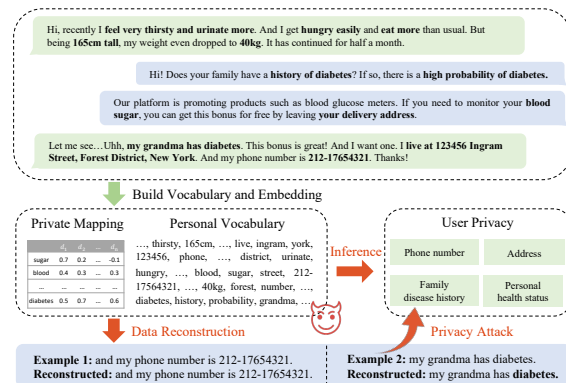 Hi, recently I feel very thirsty and urinate more. And I get hungry easily and eat more than usual. But
being 165cm tall, my weight even dropped to 40kg. It has continued for half a month.
Hi! Does your family have a history of diabetes? If so, there is a high probability of diabetes.
Our platform is promoting products such as blood glucose meters. If you need to monitor your blood
sugar, you can get this bonus for free by leaving your delivery address.
Let me see…Uhh, my grandma has diabetes. This bonus is great! And I want one. I live at 123456 Ingram
Street, Forest District, New York. And my phone number is 212-17654321. Thanks!
Build Vocabulary and Embedding
Private Mapping
d1 d2 ... dn
sugar 0.7 0.2 ... -0.1
blood 0.4 0.3 ... 0.3
... ... ... ... ...
diabetes 0.5 0.7 ... 0.6
Personal Vocabulary
…, thirsty, 165cm, …, live, ingram, york,
123456, phone, …, district, urinate,
hungry, …, blood, sugar, street, 212-
17654321, …, 40kg, forest, number, …,
diabetes, history, probability, grandma, …
Inference
User Privacy
Phone number
Address
Family
disease history
Personal
health status
Data Reconstruction
Privacy Attack
Example 1: and my phone number is 212-17654321.
Reconstructed: and my phone number is 212-17654321.
Example 2: my grandma has diabetes.
Reconstructed: my grandma has diabetes.